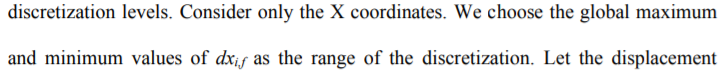 discretization levels. Consider only the X coordinates. We choose the global maximum
and minimum values of dxi,f as the range of the discretization. Let the displacement